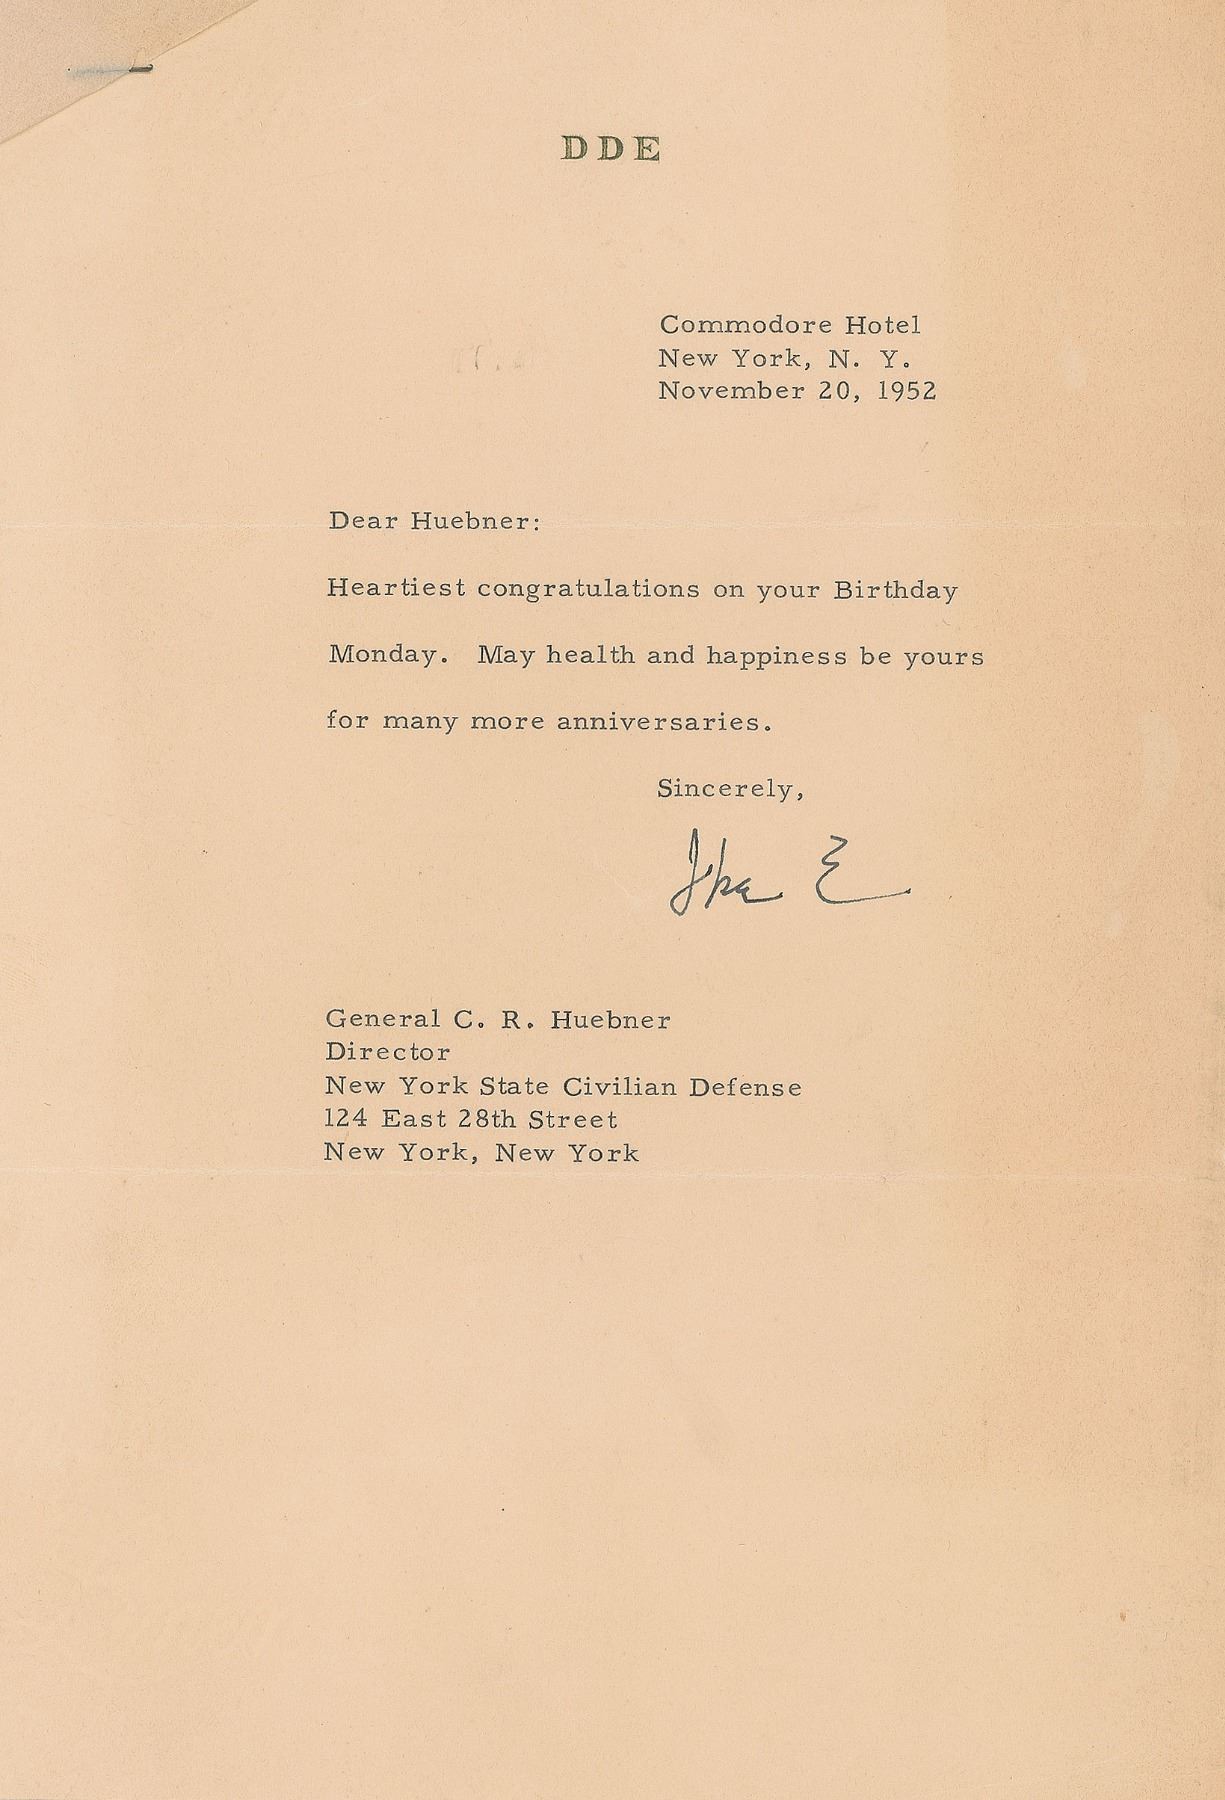 DDE
Commodore Hotel
New York, N. Y.
November 20, 1952
Dear Huebner:
Heartiest congratulations on your Birthday
Monday. May health and happiness be yours
for many more anniversaries.
Sincerely,
Ike E
General C. R. Huebner
Director
New York State Civilian Defense
124 East 28th Street
New York, New York